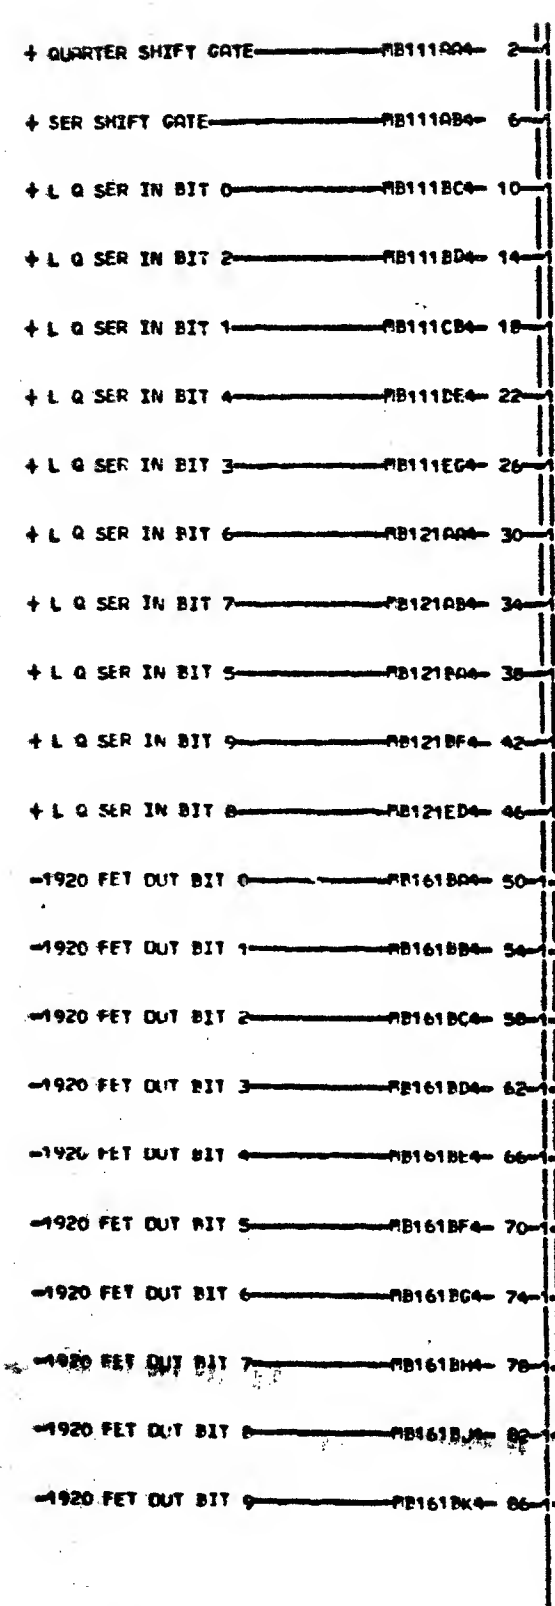 + QUARTER SHIFT GATE MB111AA4 2
+ SER SHIFT GATE MB111AB4 6
+ L Q SER IN BIT 0 MB111BC4 10
+ L Q SER IN BIT 2 MB111BD4 14
+ L Q SER IN BIT 1 MB111CB4 18
+ L Q SER IN BIT 4 MB111DE4 22
+ L Q SER IN BIT 3 MB111EG4 26
+ L Q SER IN BIT 6 MB121AA4 30
+ L Q SER IN BIT 7 MB121AB4 34
+ L Q SER IN BIT 5 MB121BA4 38
+ L Q SER IN BIT 9 MB121BF4 42
+ L Q SER IN BIT 8 MB121ED4 46
-1920 FET OUT BIT 0 MB161BA4 50
-1920 FET OUT BIT 1 MB161BB4 54
-1920 FET OUT BIT 2 MB161BC4 58
-1920 FET OUT BIT 3 MB161BD4 62
-1920 FET OUT BIT 4 MB161BE4 66
-1920 FET OUT BIT 5 MB161BF4 70
-1920 FET OUT BIT 6 MB161BG4 74
-1920 FET OUT BIT 7 MB161BH4 78
-1920 FET OUT BIT 8 MB161BJ4 82
-1920 FET OUT BIT 9 MB161BK4 86